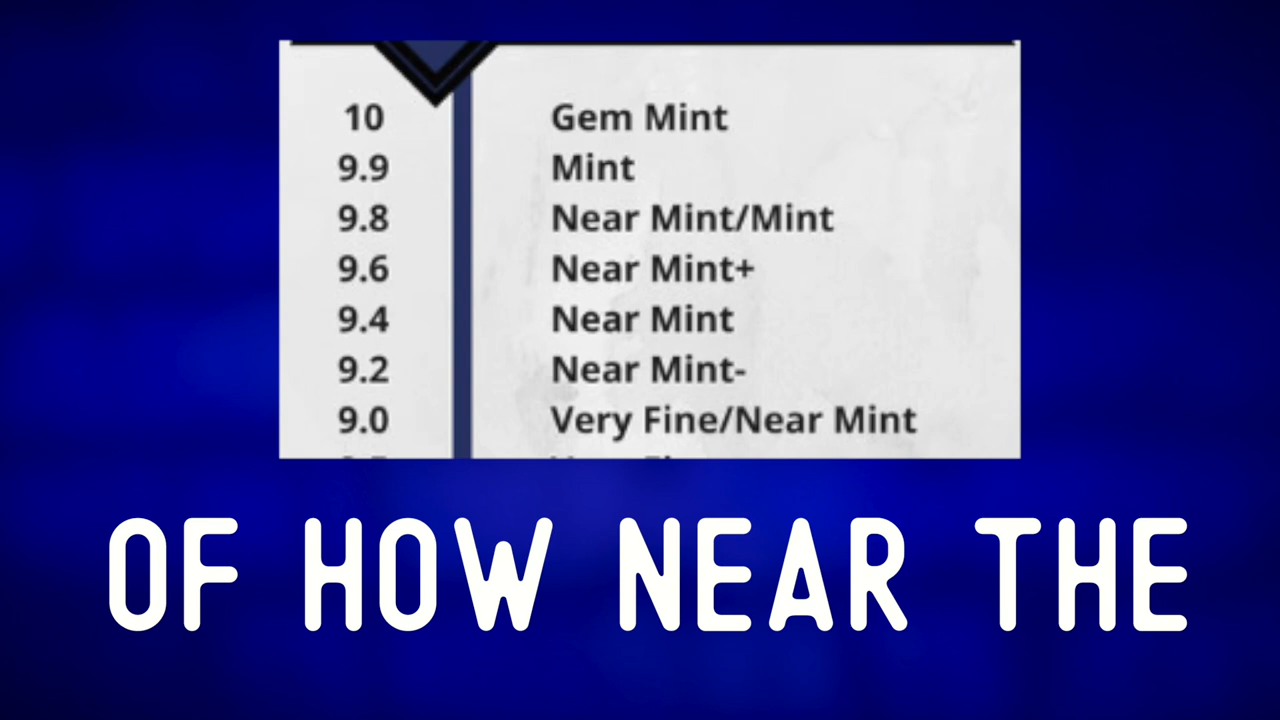 10 Gem Mint
9.9 Mint
9.8 Near Mint/Mint
9.6 Near Mint+
9.4 Near Mint
9.2 Near Mint-
9.0 Very Fine/Near Mint
OF HOW NEAR THE